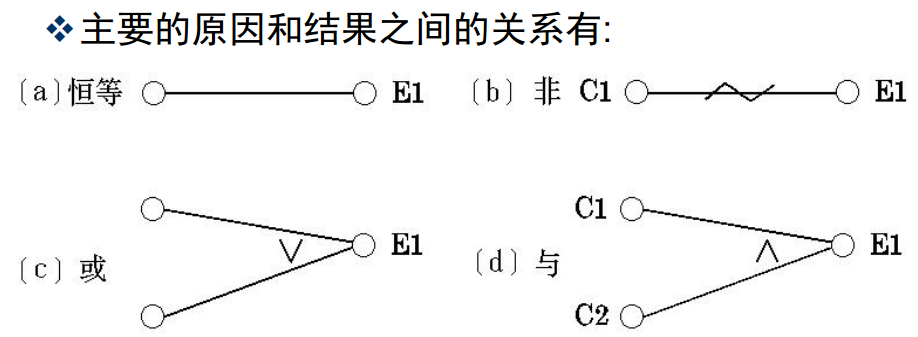 ❖主要的原因和结果之间的关系有:
(a)恒等 E1
(b) 非 C1 E1
(c) 或 ∨ E1
(d) 与 C1 C2 ∧ E1